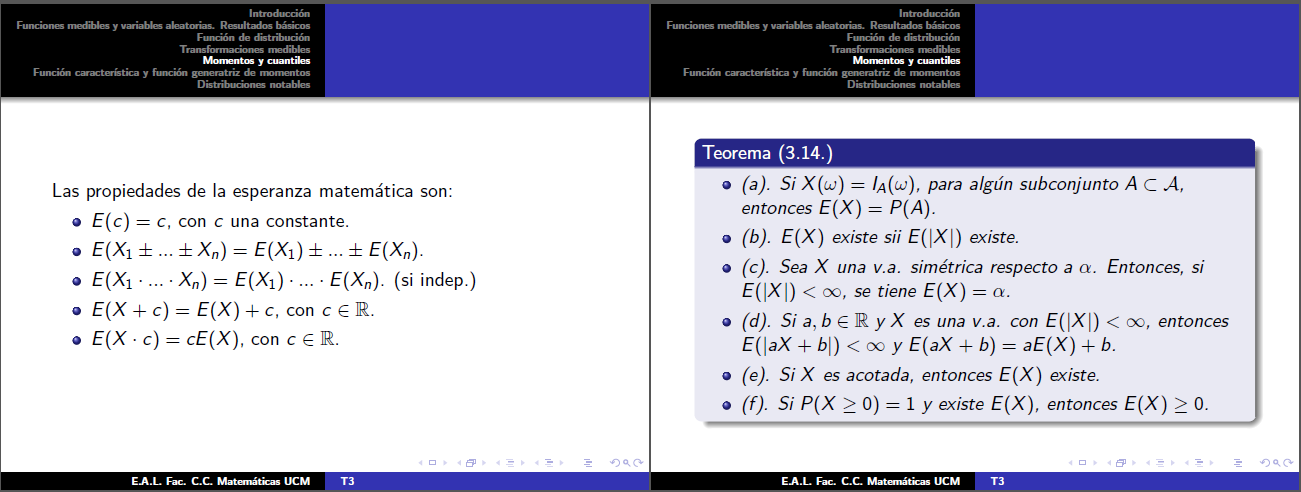 Introducción
Funciones medibles y variables aleatorias. Resultados básicos
Función de distribución
Transformaciones medibles
Momentos y cuantiles
Función característica y función generatriz de momentos
Distribuciones notables
Las propiedades de la esperanza matemática son:
E(c) = c, con c una constante.
E(X₁ ± ... ± Xₙ) = E(X₁) ± ... ± E(Xₙ).
E(X₁ · ... · Xₙ) = E(X₁) · ... · E(Xₙ). (si indep.)
E(X + c) = E(X) + c, con c ∈ ℝ.
E(X · c) = cE(X), con c ∈ ℝ.
E.A.L. Fac. C.C. Matemáticas UCM T3
Introducción
Funciones medibles y variables aleatorias. Resultados básicos
Función de distribución
Transformaciones medibles
Momentos y cuantiles
Función característica y función generatriz de momentos
Distribuciones notables
Teorema (3.14.)
(a). Si X(ω) = I_A(ω), para algún subconjunto A ⊂ 𝒜,
entonces E(X) = P(A).
(b). E(X) existe sii E(|X|) existe.
(c). Sea X una v.a. simétrica respecto a α. Entonces, si
E(|X|) < ∞, se tiene E(X) = α.
(d). Si a, b ∈ ℝ y X es una v.a. con E(|X|) < ∞, entonces
E(|aX + b|) < ∞ y E(aX + b) = aE(X) + b.
(e). Si X es acotada, entonces E(X) existe.
(f). Si P(X ≥ 0) = 1 y existe E(X), entonces E(X) ≥ 0.
E.A.L. Fac. C.C. Matemáticas UCM T3